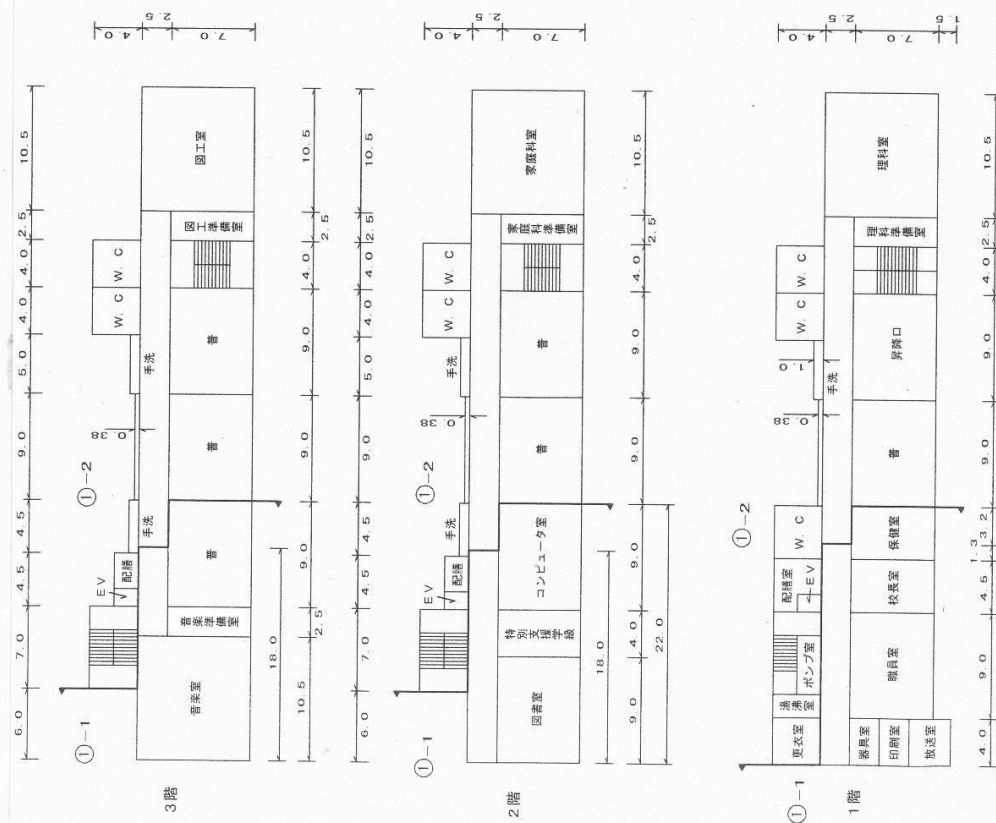 3階
①-1
①-2
6.0
7.0
4.5
4.5
9.0
5.0
4.0
4.0
2.5
10.5
4.0
2.5
7.0
EV
配膳
手洗
0.38
手洗
W.C
W.C
音楽室
音楽準備室
普
普
普
図工準備室
図工室
18.0
10.5
2.5
9.0
9.0
9.0
4.0
2.5
10.5
2階
①-1
①-2
6.0
7.0
4.5
4.5
9.0
5.0
4.0
4.0
2.5
10.5
4.0
2.5
7.0
EV
配膳
手洗
0.38
手洗
W.C
W.C
図書室
特別支援学級
コンピュータ室
普
普
家庭科準備室
家庭科室
18.0
22.0
9.0
4.0
9.0
9.0
9.0
4.0
2.5
10.5
1階
①-1
①-2
4.0
2.5
7.0
1.5
更衣室
湯沸室
ポンプ室
配膳室
EV
W.C
0.38
1.0
手洗
W.C
W.C
器具室
印刷室
放送室
職員室
校長室
保健室
普
昇降口
理科準備室
理科室
4.0
9.0
4.5
1.3
3.2
9.0
9.0
4.0
2.5
10.5